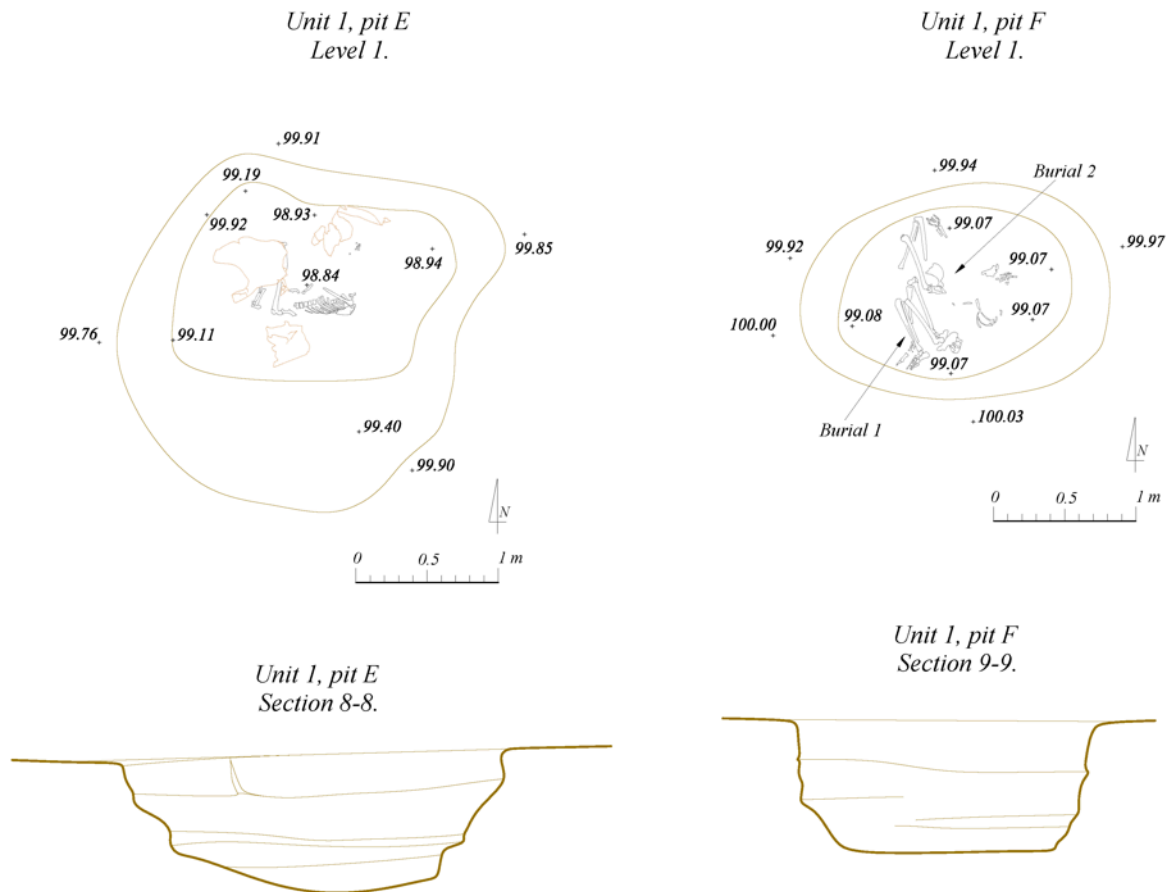 Unit 1, pit E
Level 1.
99.91
99.19
99.92
98.93
99.85
98.94
98.84
99.76
99.11
99.40
99.90
N
0 0.5 1 m
Unit 1, pit F
Level 1.
99.94
Burial 2
99.07
99.92
99.97
99.07
99.07
100.00
99.08
99.07
Burial 1
100.03
N
0 0.5 1 m
Unit 1, pit E
Section 8-8.
Unit 1, pit F
Section 9-9.